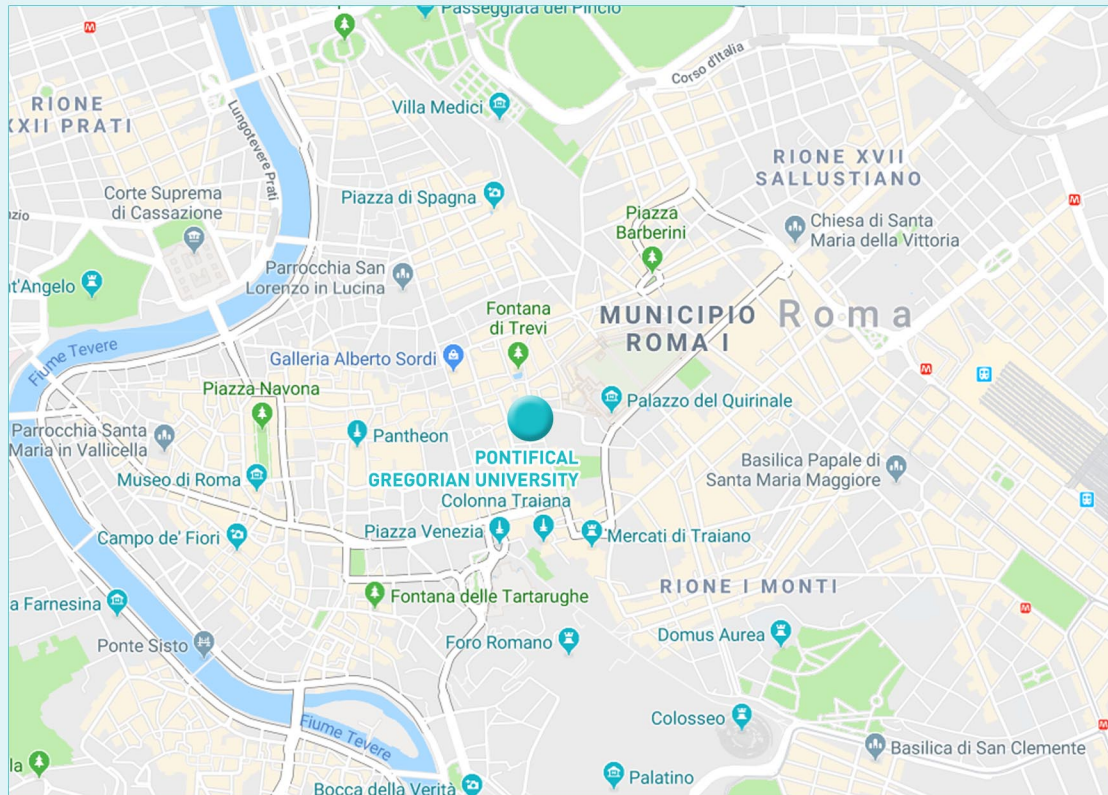 Passeggiata del Pincio
M
RIONE
XXII PRATI
Lungotevere Prati
Villa Medici
Corso d'Italia
RIONE XVII
SALLUSTIANO
Corte Suprema
di Cassazione
Piazza di Spagna
M
Piazza
Barberini
Chiesa di Santa
Maria della Vittoria
nzio
Parrocchia San
Lorenzo in Lucina
nt'Angelo
Fontana
di Trevi
MUNICIPIO
ROMA I
Roma
Fiume Tevere
Galleria Alberto Sordi
M
Piazza Navona
Palazzo del Quirinale
Parrocchia Santa
Maria in Vallicella
Pantheon
PONTIFICAL
GREGORIAN UNIVERSITY
Museo di Roma
Basilica Papale di
Santa Maria Maggiore
Colonna Traiana
Campo de' Fiori
Piazza Venezia
Mercati di Traiano
RIONE I MONTI
a Farnesina
Fontana delle Tartarughe
M
Ponte Sisto
Foro Romano
Domus Aurea
Colosseo
Fiume Tevere
M
Basilica di San Clemente
la
Bocca della Verità
Palatino